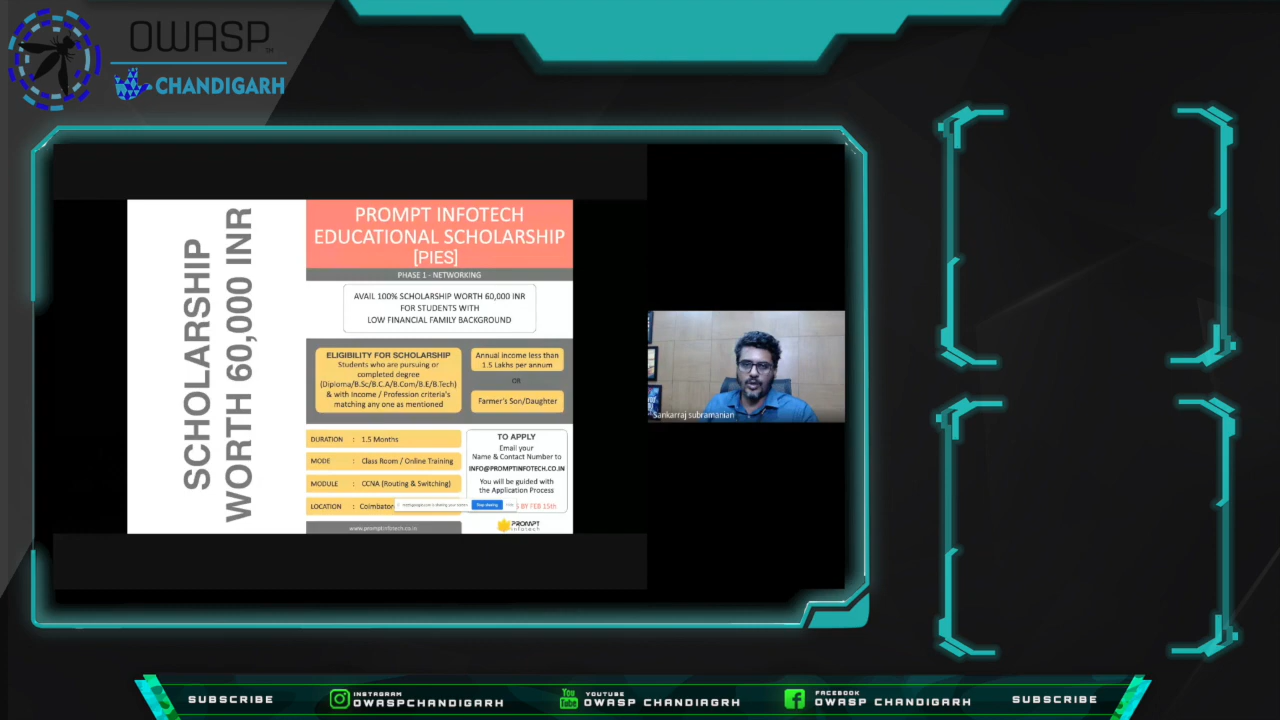 OWASP™
CHANDIGARH
SCHOLARSHIP
WORTH 60,000 INR
PROMPT INFOTECH
EDUCATIONAL SCHOLARSHIP
[PIES]
PHASE 1 - NETWORKING
AVAIL 100% SCHOLARSHIP WORTH 60,000 INR
FOR STUDENTS WITH
LOW FINANCIAL FAMILY BACKGROUND
ELIGIBILITY FOR SCHOLARSHIP
Students who are pursuing or
completed degree
(Diploma/B.Sc/B.C.A/B.Com/B.E/B.Tech)
& with Income / Profession criteria's
matching any one as mentioned
Annual income less than
1.5 Lakhs per annum
OR
Farmer's Son/Daughter
DURATION : 1.5 Months
MODE : Class Room / Online Training
MODULE : CCNA (Routing & Switching)
LOCATION : Coimbator
TO APPLY
Email your
Name & Contact Number to
INFO@PROMPTINFOTECH.CO.IN
You will be guided with
the Application Process
BY FEB 15th
Stop sharing
www.promptinfotech.co.in
PROMPT
infotech
Sankarraj subramanian
SUBSCRIBE
INSTAGRAM
OWASPCHANDIGARH
You
Tube
YOUTUBE
OWASP CHANDIAGRH
FACEBOOK
OWASP CHANDIGARH
SUBSCRIBE